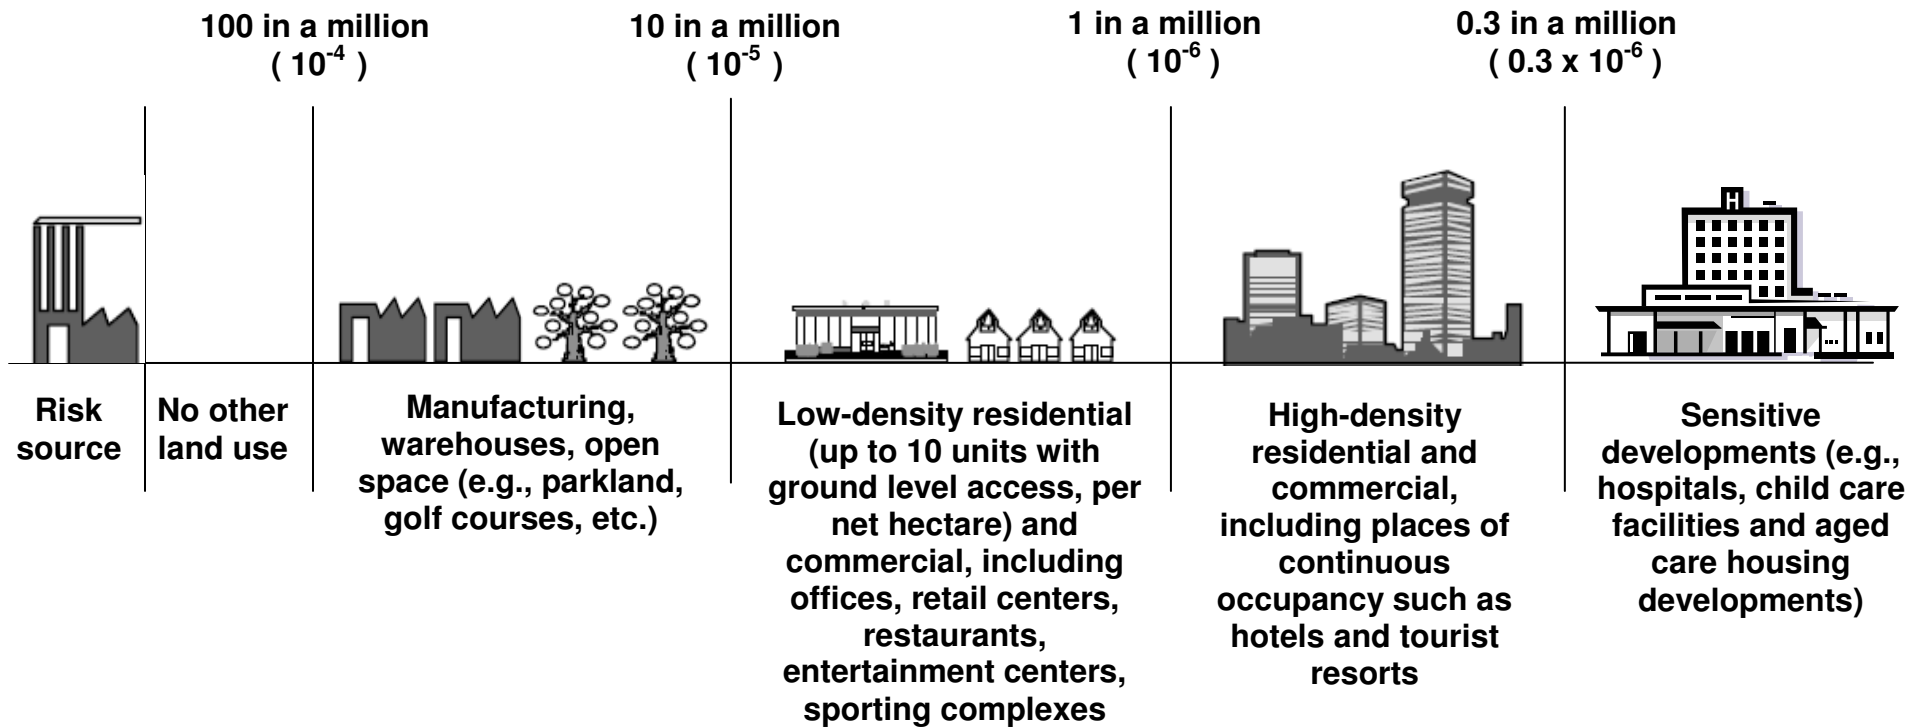 100 in a million
( 10-4 )
10 in a million
( 10-5 )
1 in a million
( 10-6 )
0.3 in a million
( 0.3 x 10-6 )
H
Risk
source
No other
land use
Manufacturing,
warehouses, open
space (e.g., parkland,
golf courses, etc.)
Low-density residential
(up to 10 units with
ground level access, per
net hectare) and
commercial, including
offices, retail centers,
restaurants,
entertainment centers,
sporting complexes
High-density
residential and
commercial,
including places of
continuous
occupancy such as
hotels and tourist
resorts
Sensitive
developments (e.g.,
hospitals, child care
facilities and aged
care housing
developments)